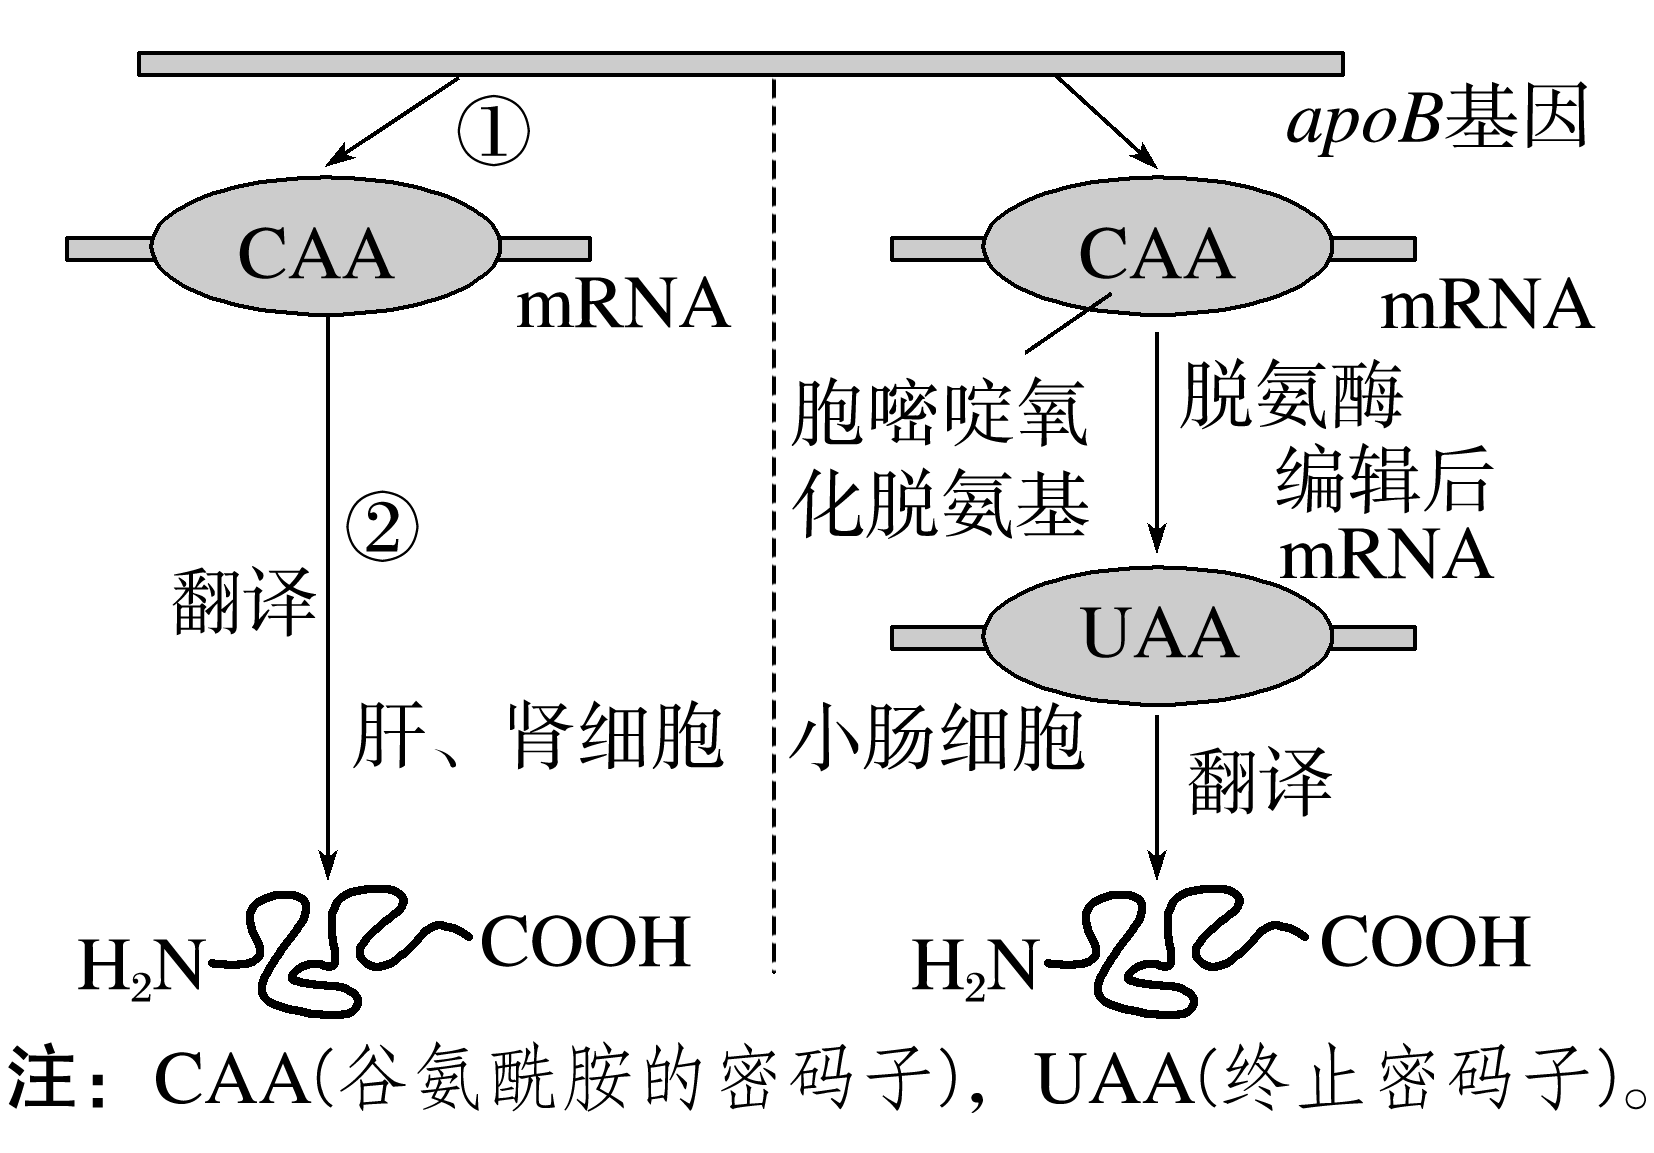 apoB基因
①
CAA
mRNA
CAA
mRNA
胞嘧啶氧
化脱氨基
脱氨酶
编辑后
mRNA
②
翻译
UAA
肝、肾细胞
小肠细胞
翻译
H₂N
COOH
H₂N
COOH
注：CAA(谷氨酰胺的密码子)，UAA(终止密码子)。